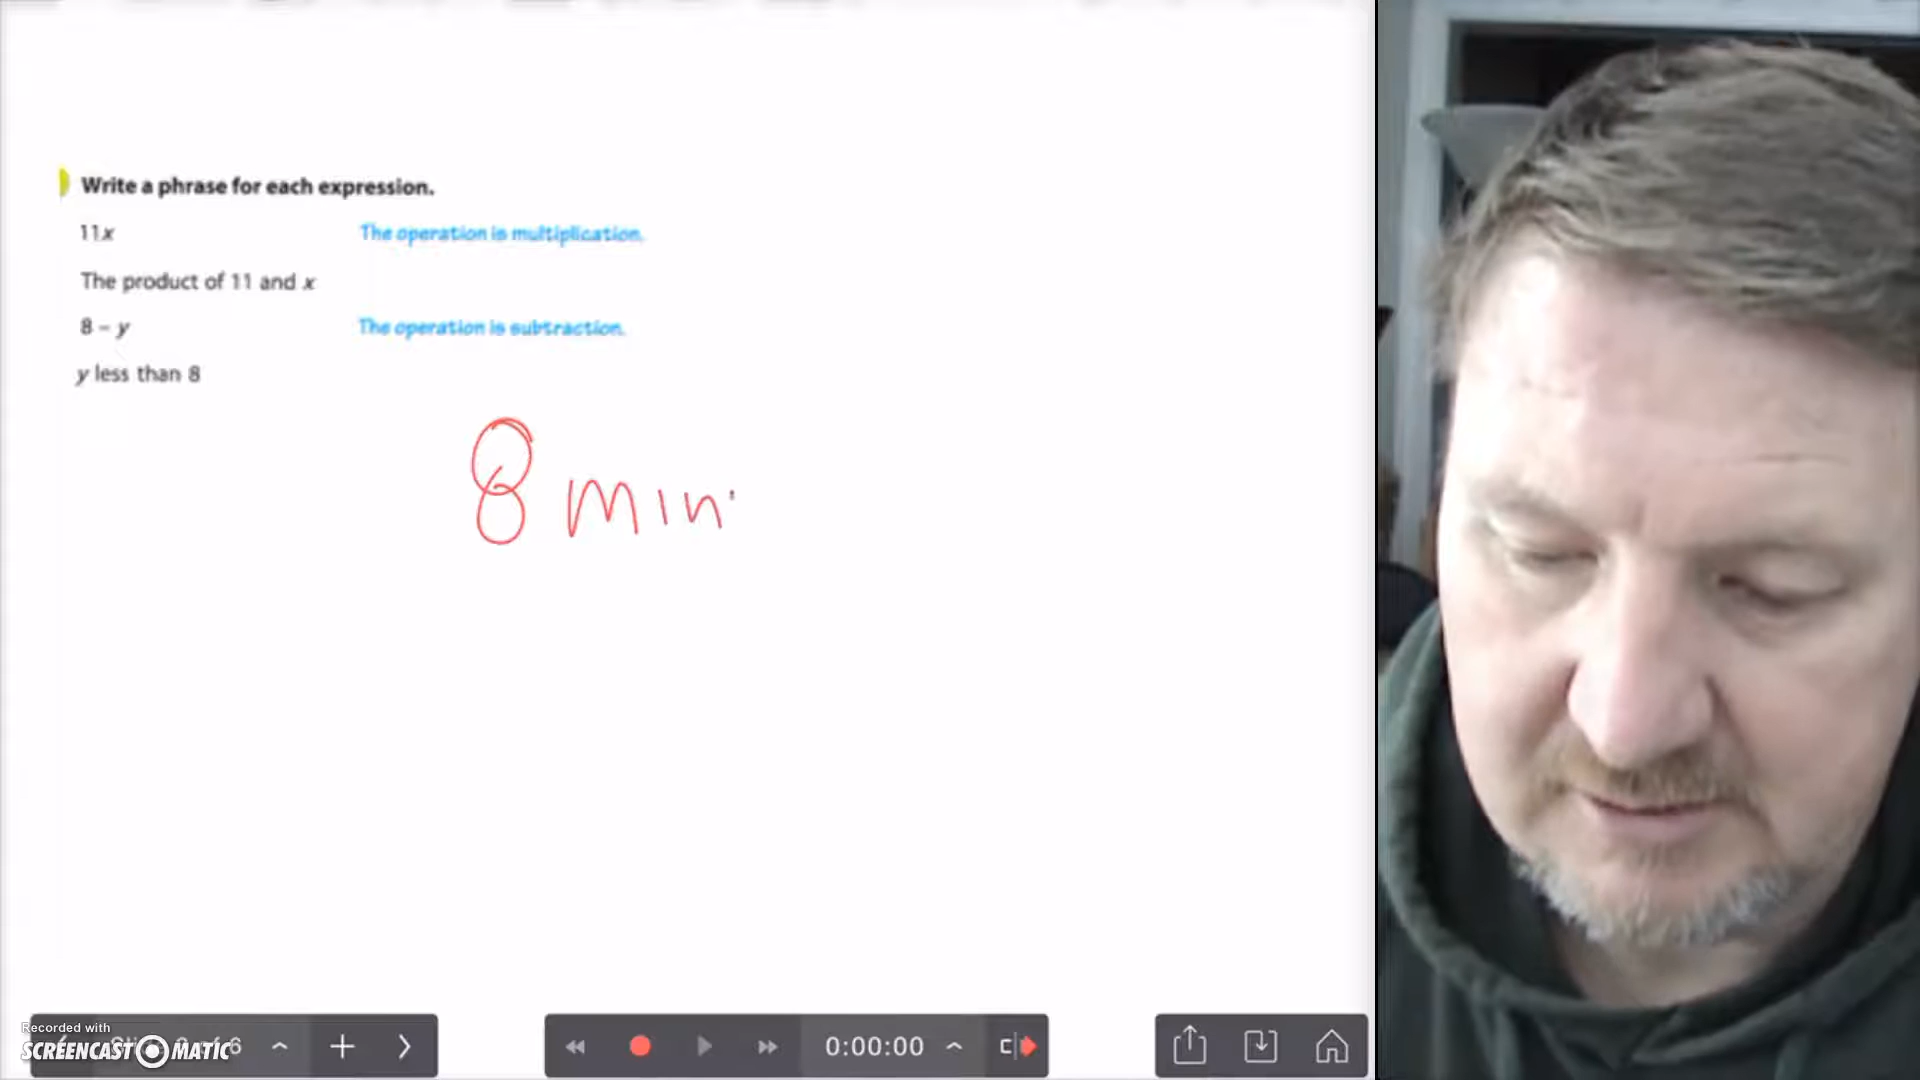 Write a phrase for each expression.
11x The operation is multiplication.
The product of 11 and x
8 – y The operation is subtraction.
y less than 8
8 min
0:00:00
Recorded with
SCREENCAST MATIC